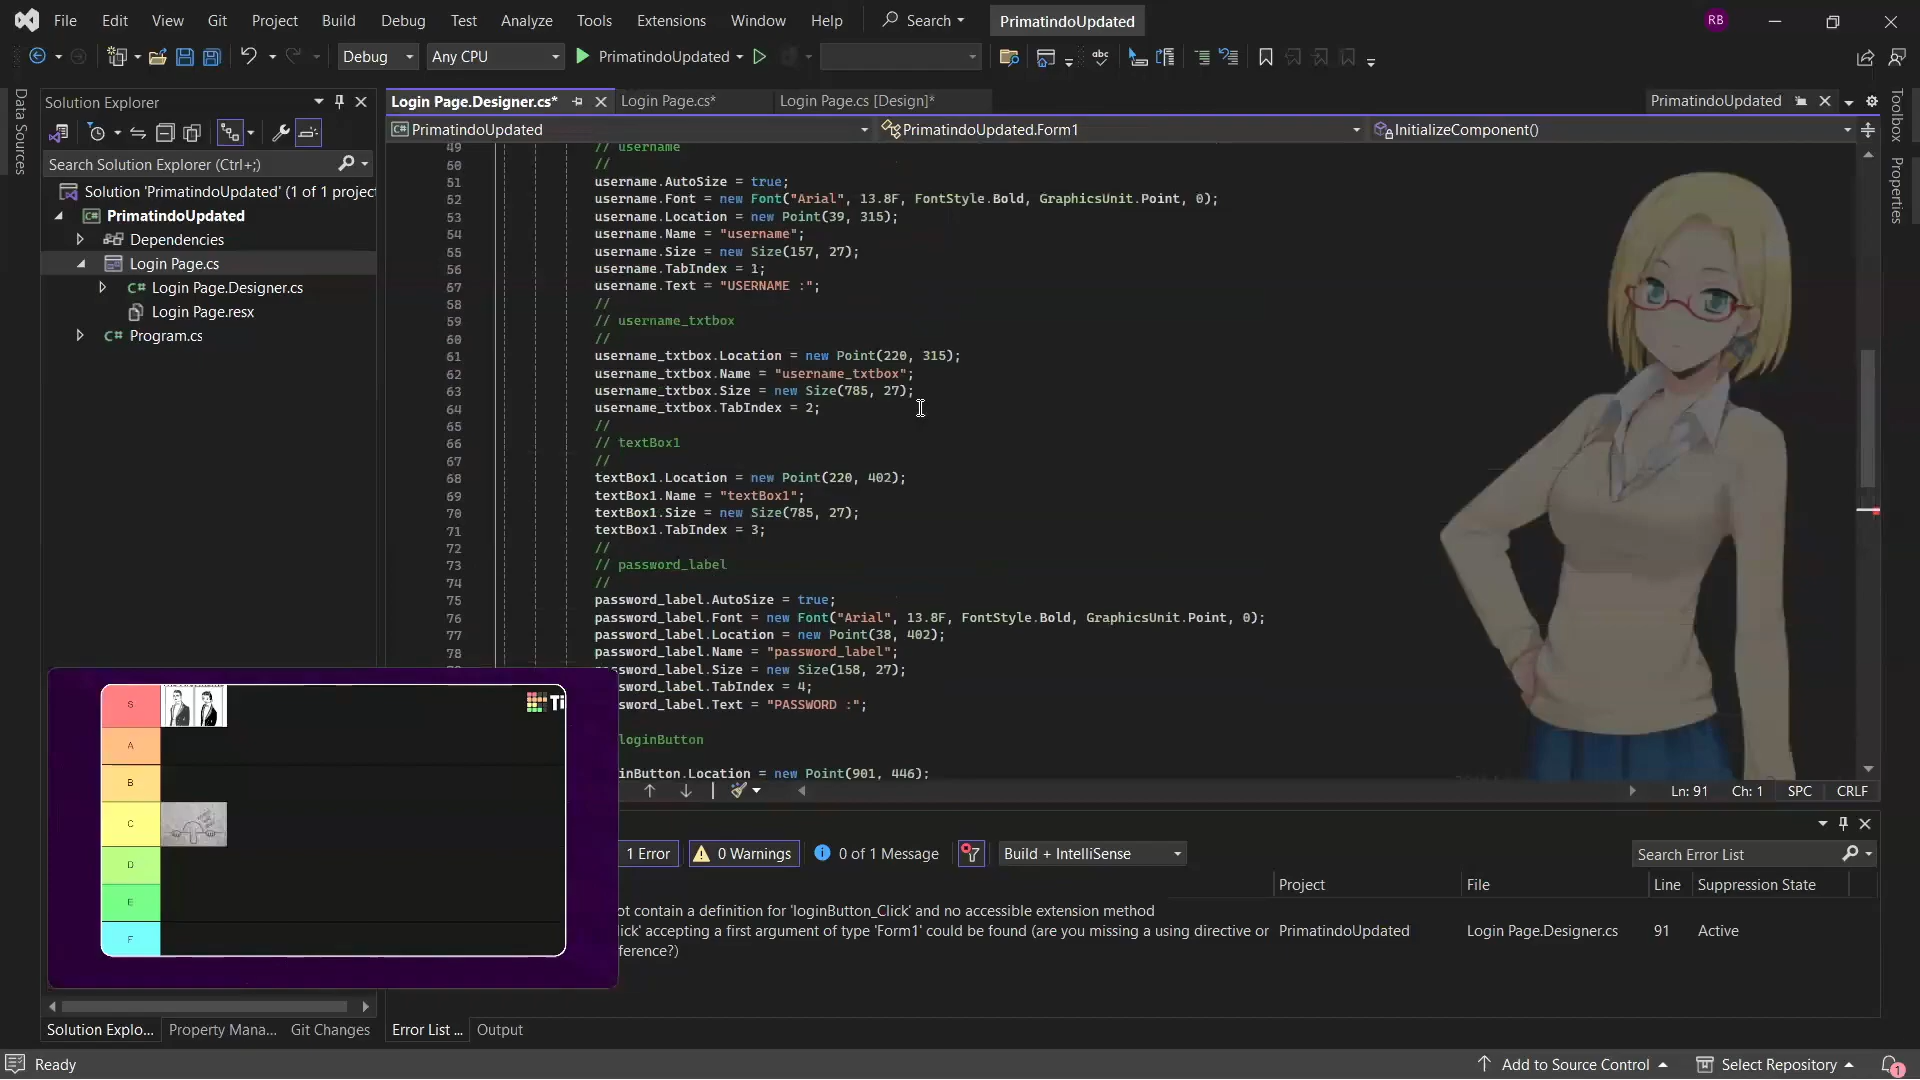 File Edit View Git Project Build Debug Test Analyze Tools Extensions Window Help Search PrimatindoUpdated RB
Debug Any CPU PrimatindoUpdated
Data Sources
Solution Explorer
Search Solution Explorer (Ctrl+;)
Solution 'PrimatindoUpdated' (1 of 1 project
PrimatindoUpdated
Dependencies
Login Page.cs
Login Page.Designer.cs
Login Page.resx
Program.cs
Login Page.Designer.cs* Login Page.cs* Login Page.cs [Design]* PrimatindoUpdated
PrimatindoUpdated PrimatindoUpdated.Form1 InitializeComponent()
Toolbox
Properties
49 // username
50 //
51 username.AutoSize = true;
52 username.Font = new Font("Arial", 13.8F, FontStyle.Bold, GraphicsUnit.Point, 0);
53 username.Location = new Point(39, 315);
54 username.Name = "username";
55 username.Size = new Size(157, 27);
56 username.TabIndex = 1;
57 username.Text = "USERNAME :";
58 //
59 // username_txtbox
60 //
61 username_txtbox.Location = new Point(220, 315);
62 username_txtbox.Name = "username_txtbox";
63 username_txtbox.Size = new Size(785, 27);
64 username_txtbox.TabIndex = 2;
65 //
66 // textBox1
67 //
68 textBox1.Location = new Point(220, 402);
69 textBox1.Name = "textBox1";
70 textBox1.Size = new Size(785, 27);
71 textBox1.TabIndex = 3;
72 //
73 // password_label
74 //
75 password_label.AutoSize = true;
76 password_label.Font = new Font("Arial", 13.8F, FontStyle.Bold, GraphicsUnit.Point, 0);
77 password_label.Location = new Point(38, 402);
78 password_label.Name = "password_label";
ssword_label.Size = new Size(158, 27);
sword_label.TabIndex = 4;
sword_label.Text = "PASSWORD :";
loginButton
inButton.Location = new Point(901, 446);
Ln: 91 Ch: 1 SPC CRLF
S
A
B
C
D
E
F
Ti
1 Error 0 Warnings 0 of 1 Message Build + IntelliSense Search Error List
Project File Line Suppression State
ot contain a definition for 'loginButton_Click' and no accessible extension method
ick' accepting a first argument of type 'Form1' could be found (are you missing a using directive or PrimatindoUpdated Login Page.Designer.cs 91 Active
ference?)
Solution Explo... Property Mana... Git Changes Error List ... Output
Ready Add to Source Control Select Repository 1